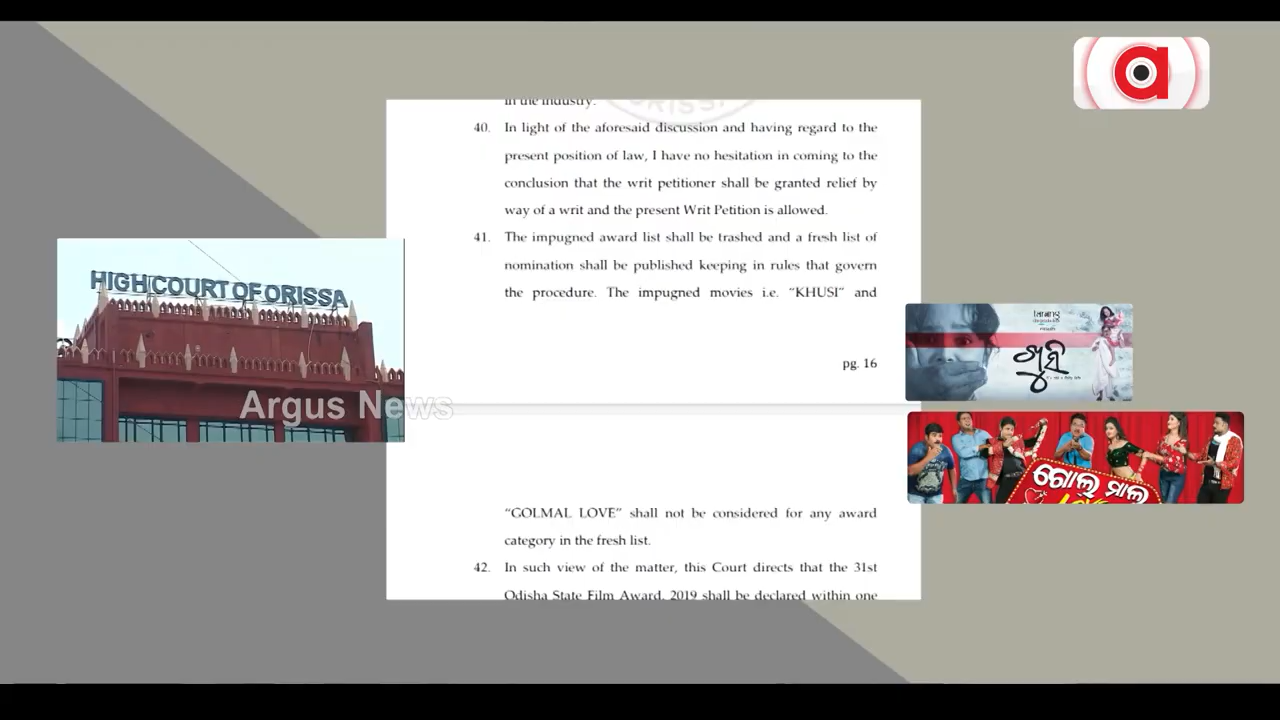 in the industry.
ORISSA
40. In light of the aforesaid discussion and having regard to the
present position of law, I have no hesitation in coming to the
conclusion that the writ petitioner shall be granted relief by
way of a writ and the present Writ Petition is allowed.
41. The impugned award list shall be trashed and a fresh list of
nomination shall be published keeping in rules that govern
the procedure. The impugned movies i.e. “KHUSI” and
pg. 16
“GOLMAL LOVE” shall not be considered for any award
category in the fresh list.
42. In such view of the matter, this Court directs that the 31st
Odisha State Film Award, 2019 shall be declared within one
HIGH COURT OF ORISSA
Argus News
a
tarang
ଖୁସି
ଗୋଲ୍ ମାଲ୍